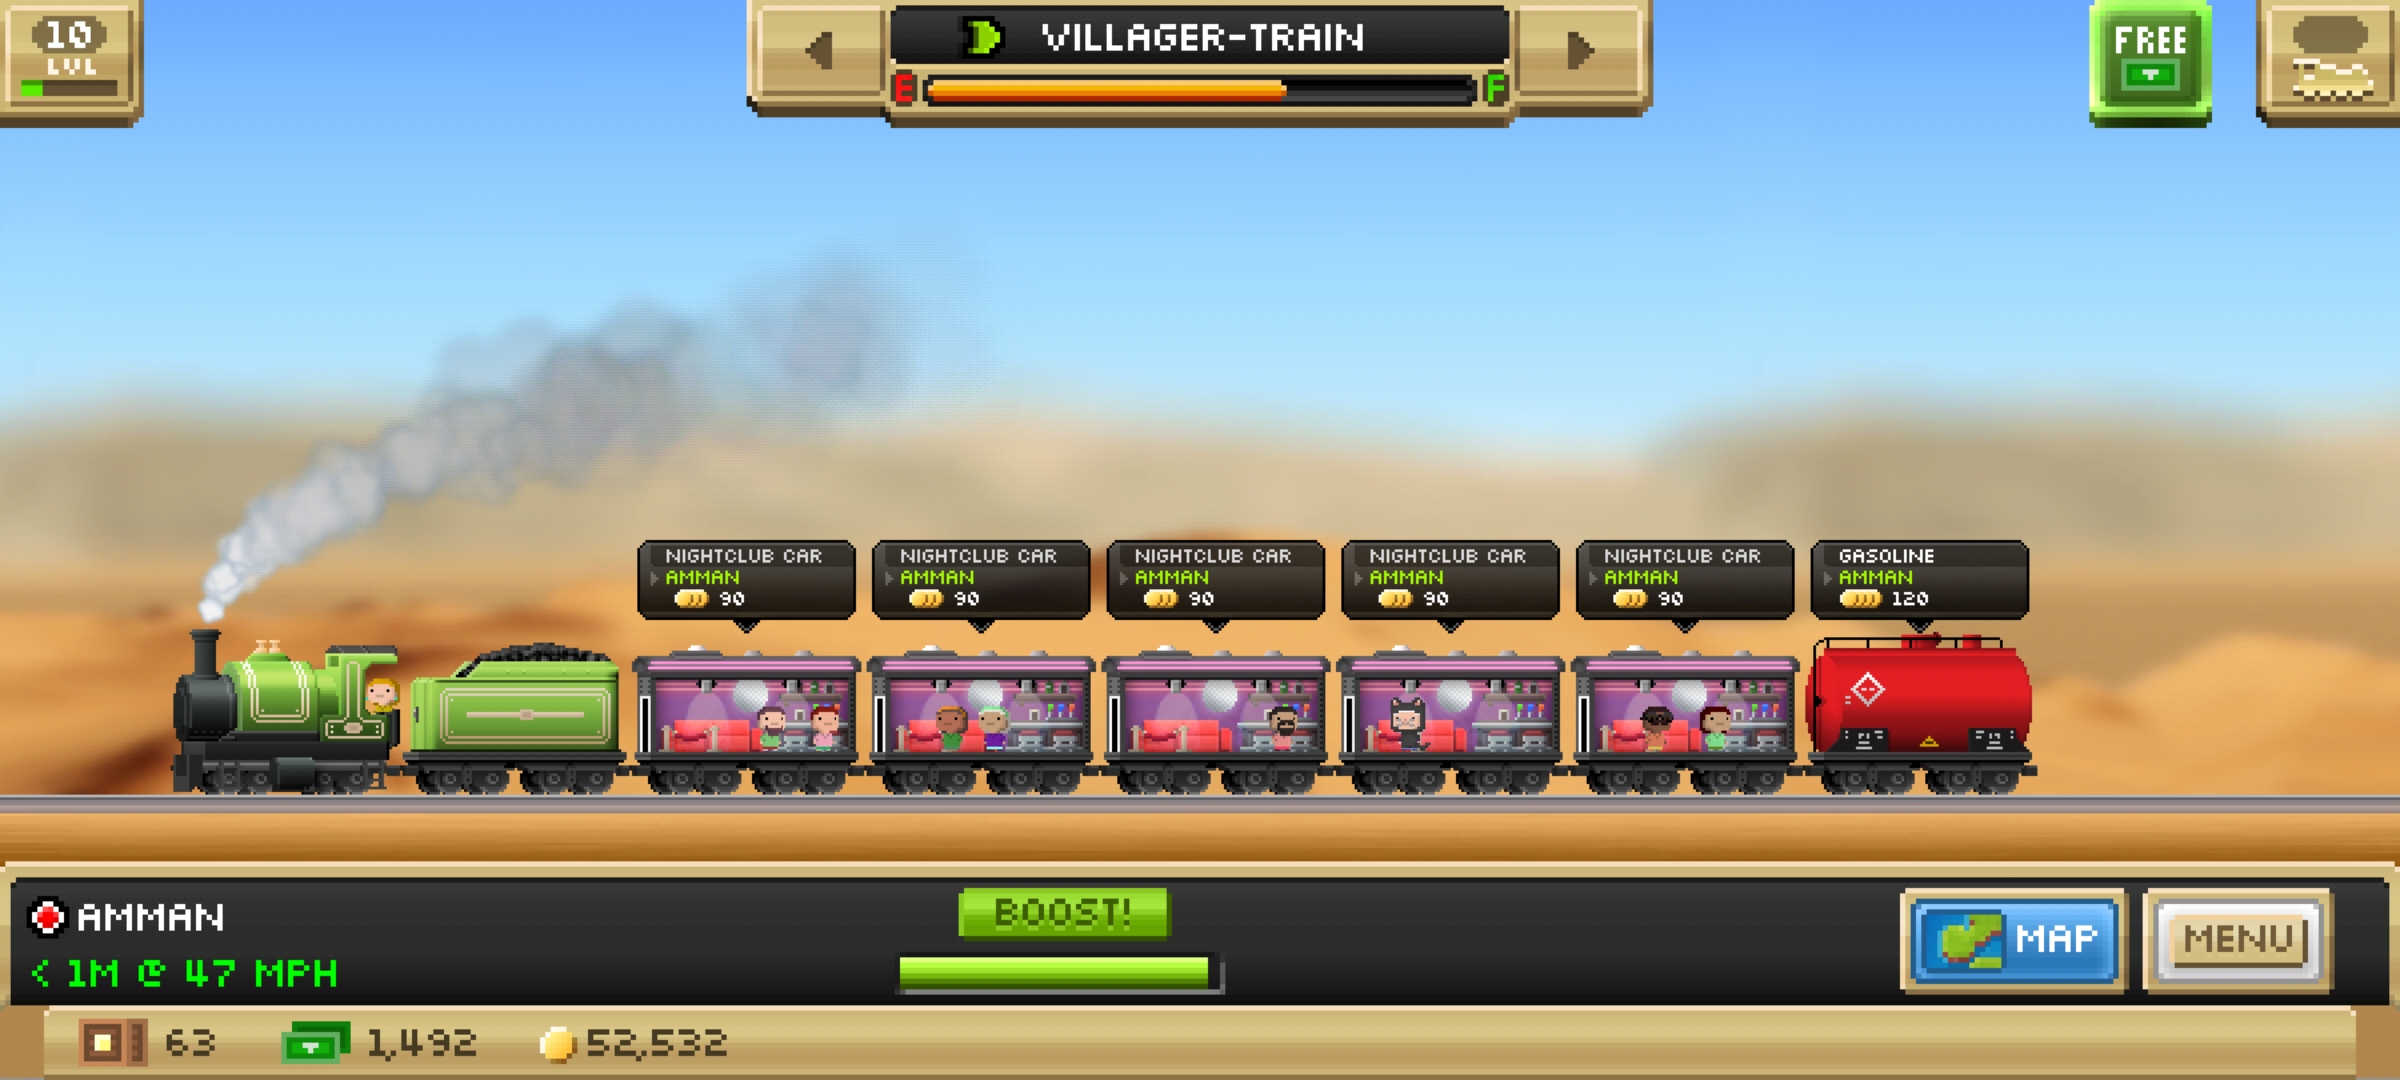 10
LVL
VILLAGER-TRAIN
E F
FREE
NIGHTCLUB CAR
AMMAN
90
NIGHTCLUB CAR
AMMAN
90
NIGHTCLUB CAR
AMMAN
90
NIGHTCLUB CAR
AMMAN
90
NIGHTCLUB CAR
AMMAN
90
GASOLINE
AMMAN
120
AMMAN
< 1M @ 47 MPH
BOOST!
MAP
MENU
63 1,492 52,532